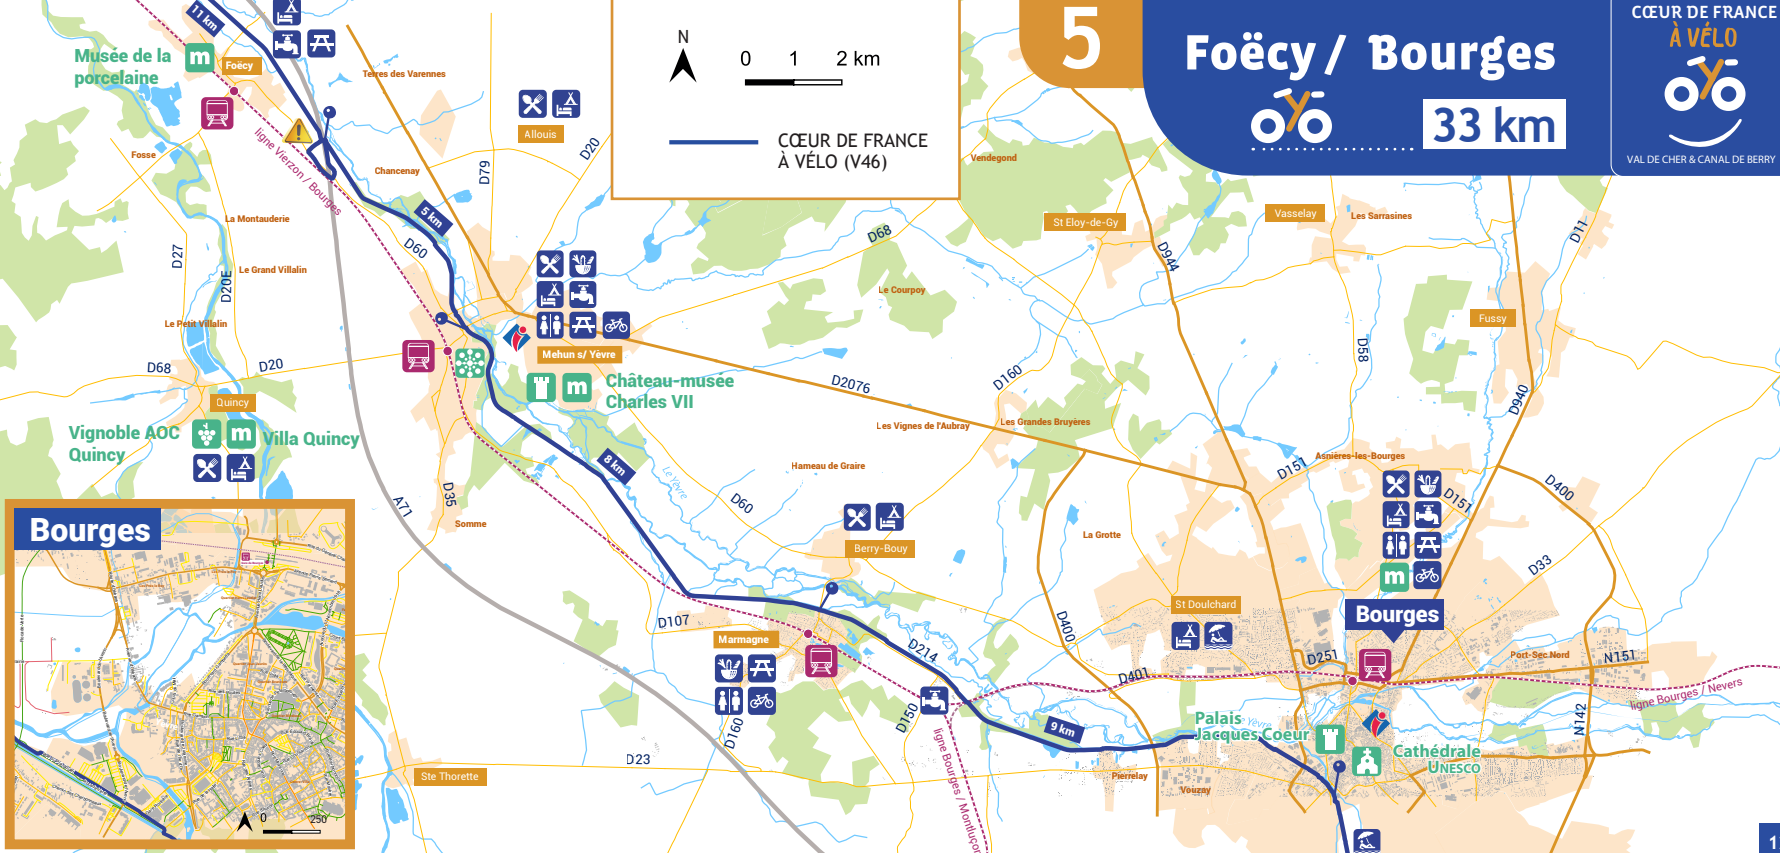 5
Foëcy / Bourges
33 km
CŒUR DE FRANCE
À VÉLO
VAL DE CHER & CANAL DE BERRY
N
0 1 2 km
CŒUR DE FRANCE
À VÉLO (V46)
11 km
Musée de la
porcelaine
Foëcy
Terres des Varennes
Allouis
D20
D79
Fosse
ligne Vierzon / Bourges
Chancenay
Vendegond
La Montauderie
5 km
D60
D68
St Eloy-de-Gy
Vasselay
Les Sarrasines
D11
D944
D27
D20E
Le Grand Villalin
Le Courpoy
Le Petit Villalin
Fussy
D58
Mehun s/ Yèvre
D68
D20
Château-musée
Charles VII
D2076
D160
D940
Quincy
Vignoble AOC
Quincy
Villa Quincy
Les Vignes de l'Aubray
Les Grandes Bruyères
8 km
Le Yèvre
Hameau de Graire
Asnières-les-Bourges
D151
D151
D400
A71
D35
Somme
D60
Berry-Bouy
La Grotte
D33
Bourges
St Doulchard
Bourges
D107
Marmagne
D214
D400
D401
D251
Port-Sec Nord
N151
ligne Bourges / Nevers
D160
D150
9 km
Yèvre
Palais
Jacques Coeur
Cathédrale
UNESCO
N142
D23
Ste Thorette
ligne Bourges / Montluçon
Pierrelay
Vouzay
0 250
1